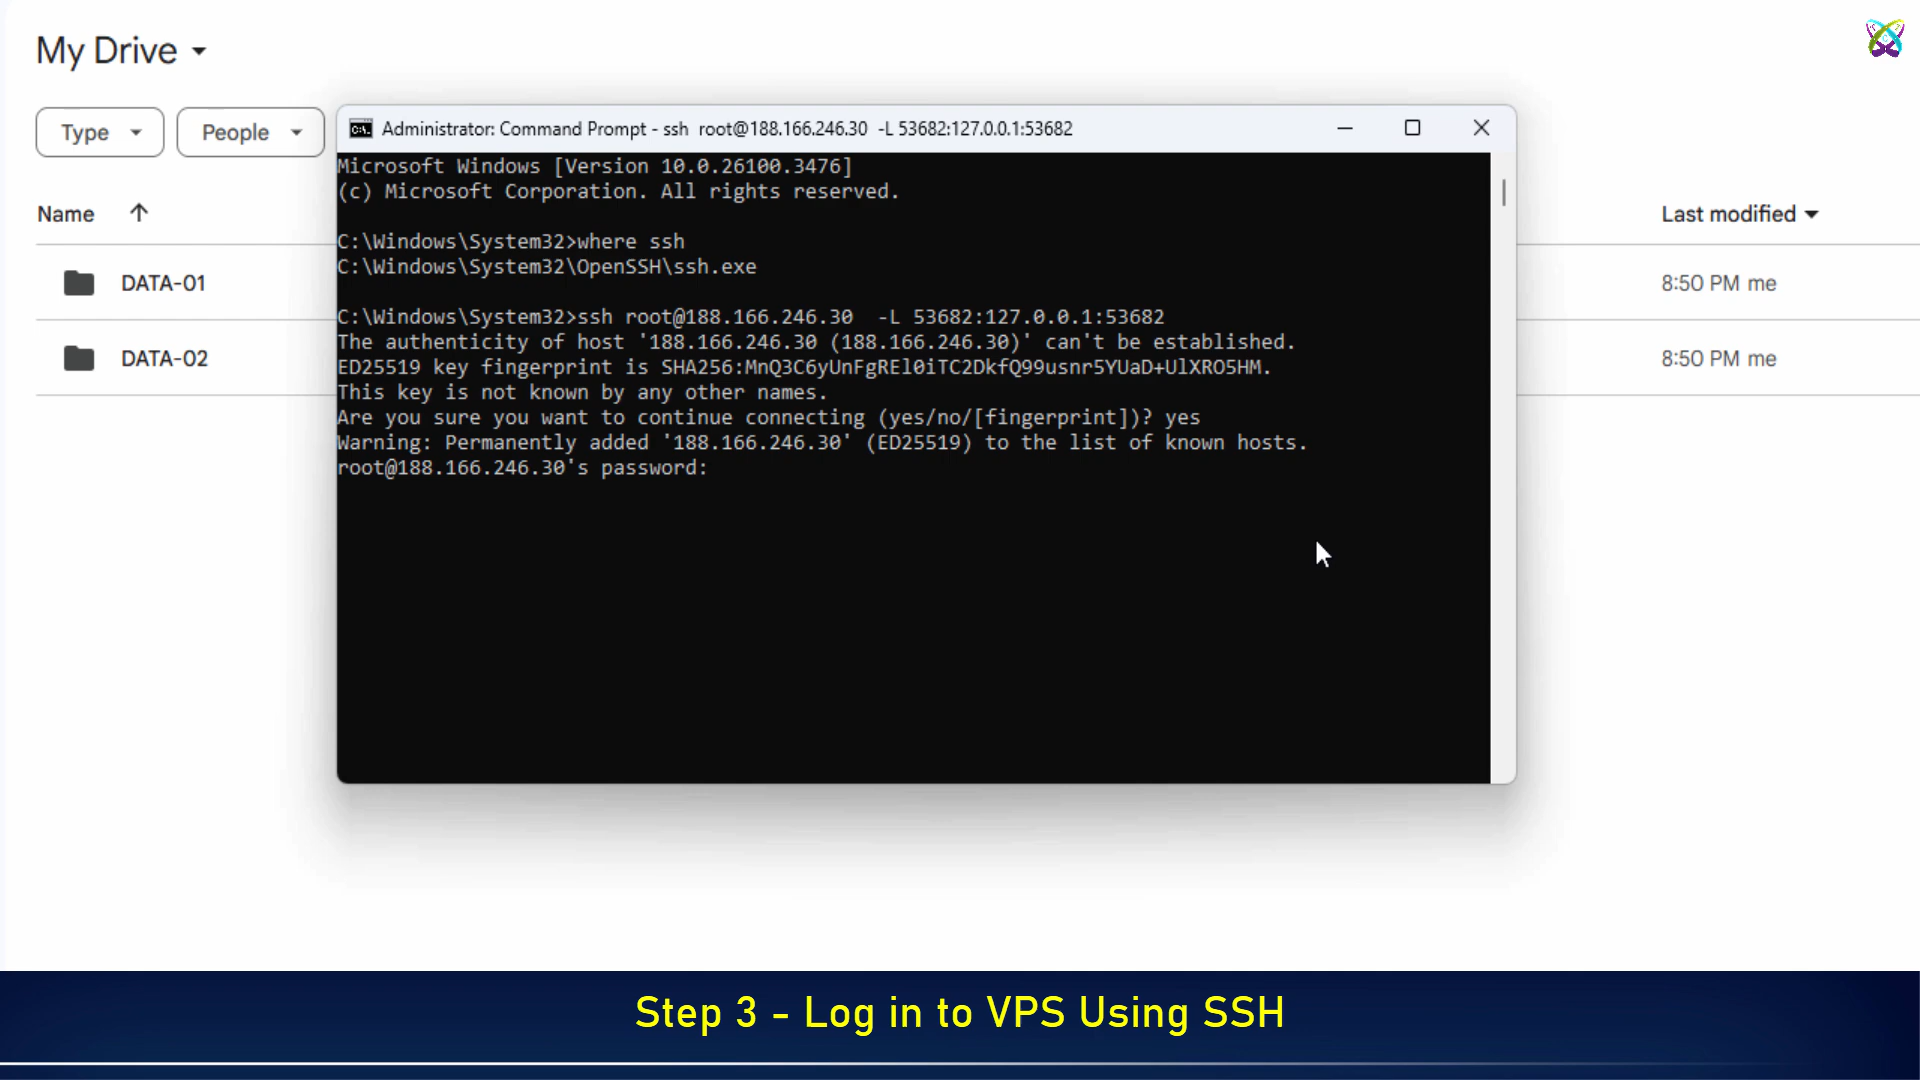 My Drive
Type
People
Administrator: Command Prompt - ssh  root@188.166.246.30  -L 53682:127.0.0.1:53682
Microsoft Windows [Version 10.0.26100.3476]
(c) Microsoft Corporation. All rights reserved.
Name
Last modified
C:\Windows\System32>where ssh
C:\Windows\System32\OpenSSH\ssh.exe
DATA-01
8:50 PM me
C:\Windows\System32>ssh root@188.166.246.30  -L 53682:127.0.0.1:53682
The authenticity of host '188.166.246.30 (188.166.246.30)' can't be established.
DATA-02
8:50 PM me
ED25519 key fingerprint is SHA256:MnQ3C6yUnFgREl0iTC2DkfQ99usnr5YUaD+UlXRO5HM.
This key is not known by any other names.
Are you sure you want to continue connecting (yes/no/[fingerprint])? yes
Warning: Permanently added '188.166.246.30' (ED25519) to the list of known hosts.
root@188.166.246.30's password:
Step 3 - Log in to VPS Using SSH